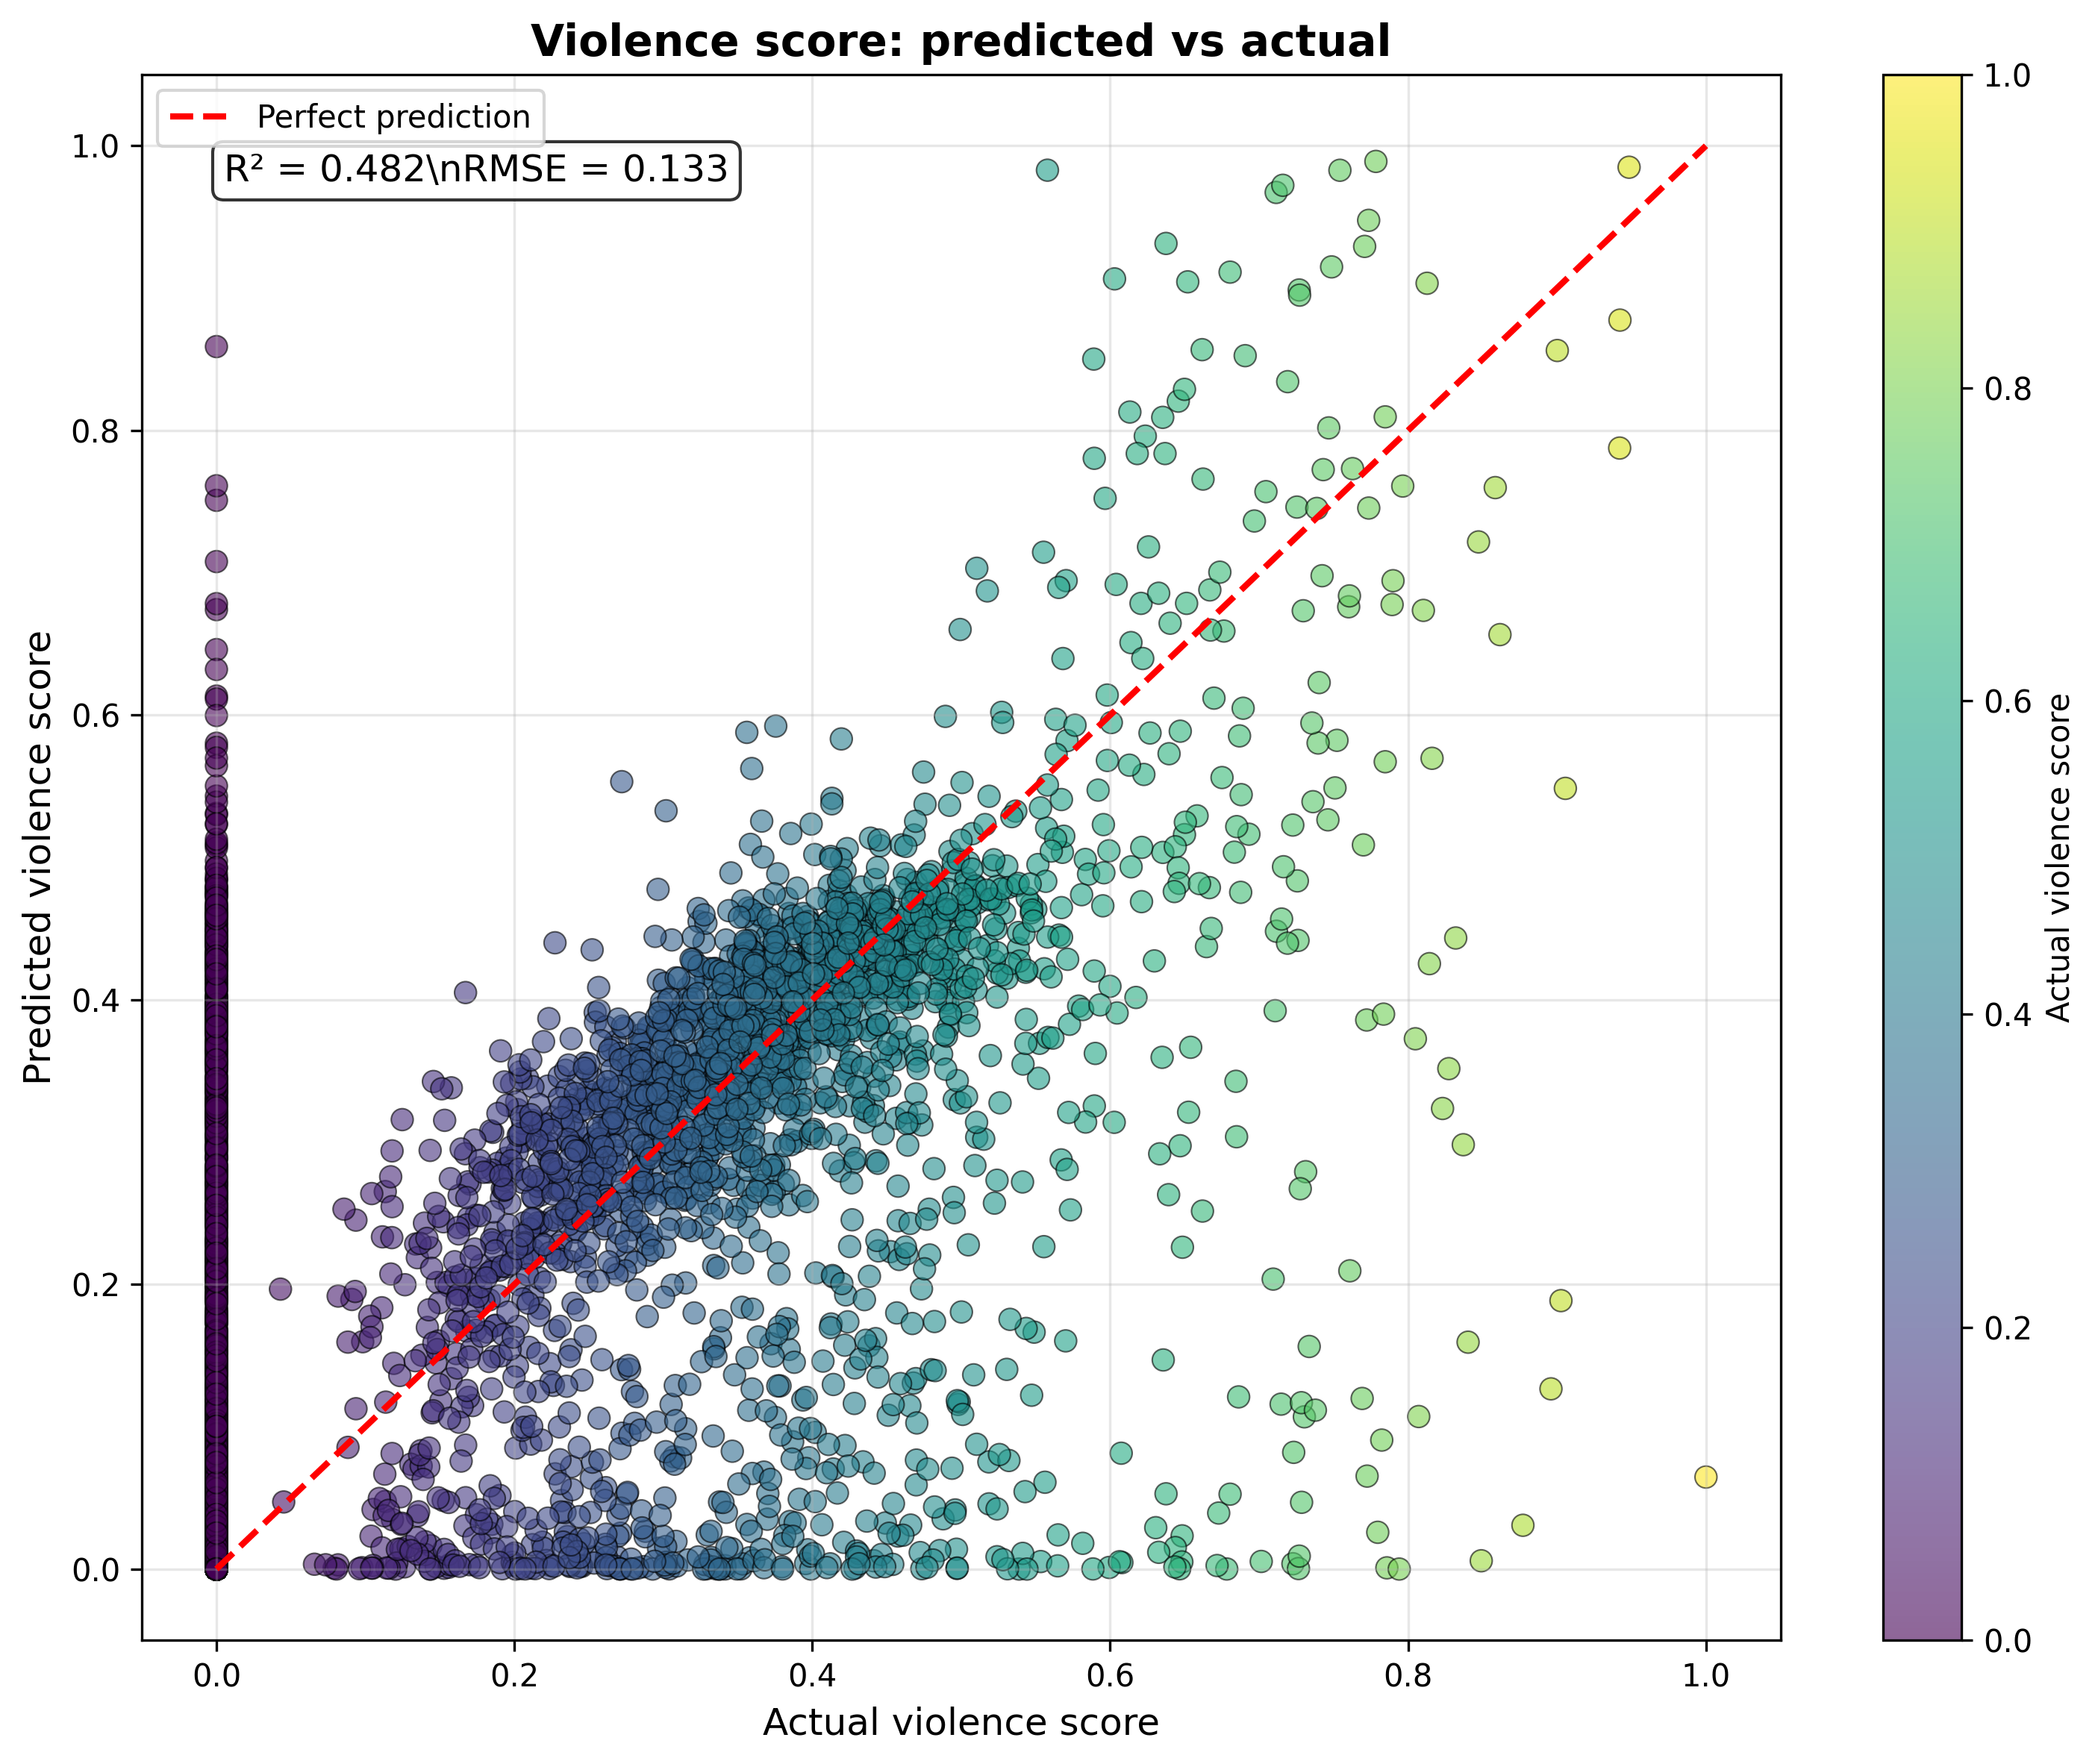 Violence score: predicted vs actual
Perfect prediction
R² = 0.482\nRMSE = 0.133
Predicted violence score
1.0
0.8
0.6
0.4
0.2
0.0
0.0 0.2 0.4 0.6 0.8 1.0
Actual violence score
1.0
0.8
0.6
0.4
0.2
0.0
Actual violence score